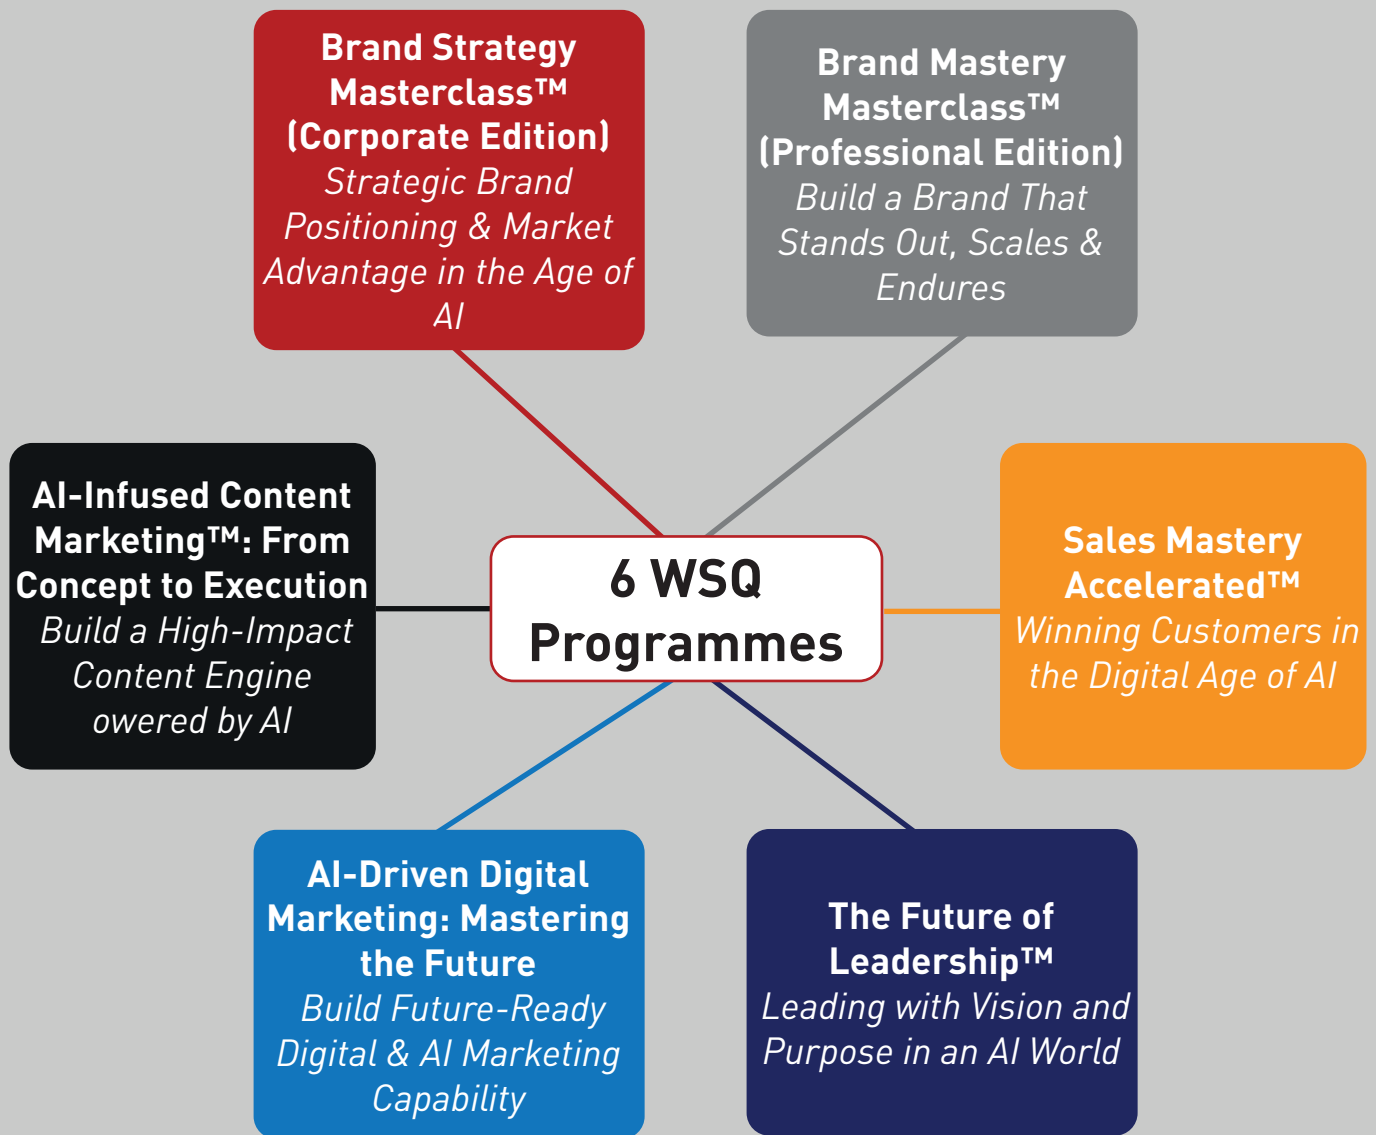 Brand Strategy
Masterclass™
(Corporate Edition)
Strategic Brand
Positioning & Market
Advantage in the Age of
AI
Brand Mastery
Masterclass™
(Professional Edition)
Build a Brand That
Stands Out, Scales &
Endures
AI-Infused Content
Marketing™: From
Concept to Execution
Build a High-Impact
Content Engine
owered by AI
6 WSQ
Programmes
Sales Mastery
Accelerated™
Winning Customers in
the Digital Age of AI
AI-Driven Digital
Marketing: Mastering
the Future
Build Future-Ready
Digital & AI Marketing
Capability
The Future of
Leadership™
Leading with Vision and
Purpose in an AI World